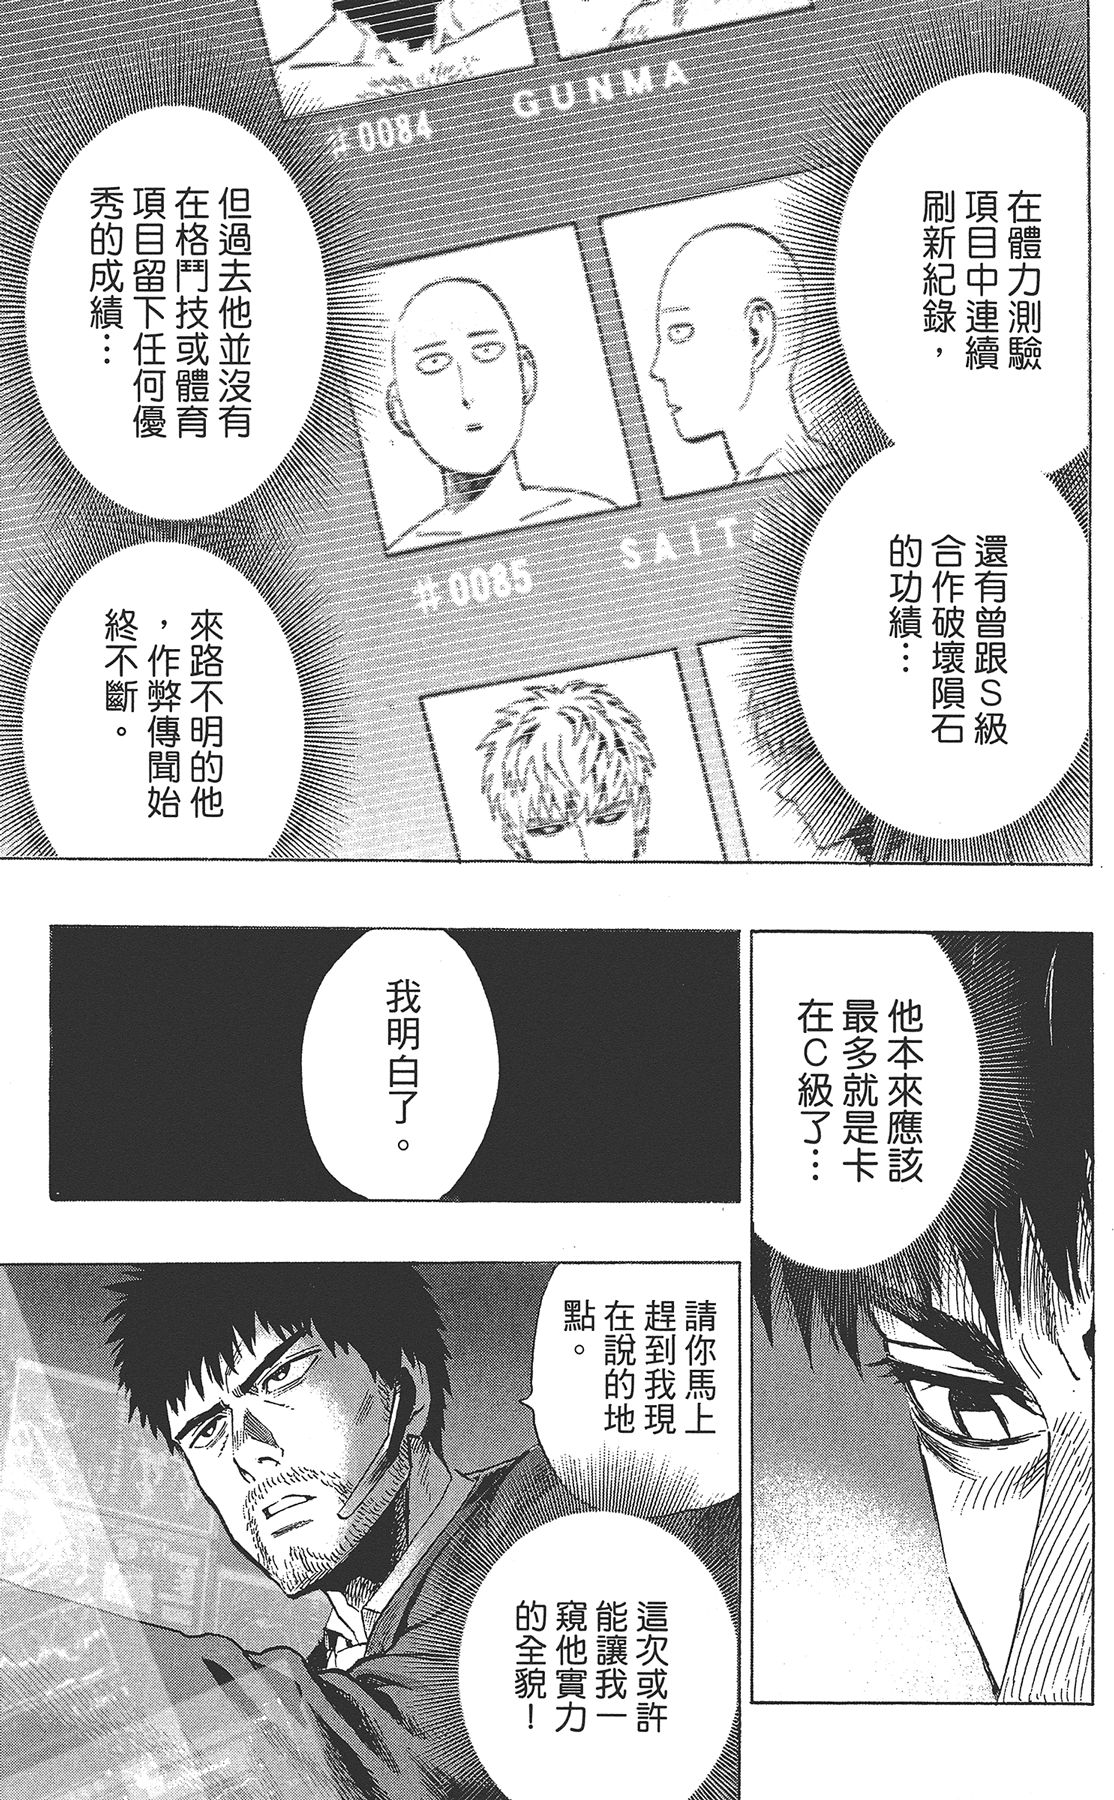 GUNMA
#0084
在體力測驗
項目中連續
刷新紀錄，
還有曾跟S級
合作破壞隕石
的功績…
但過去他並沒有
在格鬥技或體育
項目留下任何優
秀的成績…
來路不明的他
，作弊傳聞始
終不斷。
SAIT
#0085
他本來應該
最多就是卡
在C級了…
我明白了。
請你馬上
趕到我現
在說的地
點。
這次或許
能讓我一
窺他實力
的全貌！